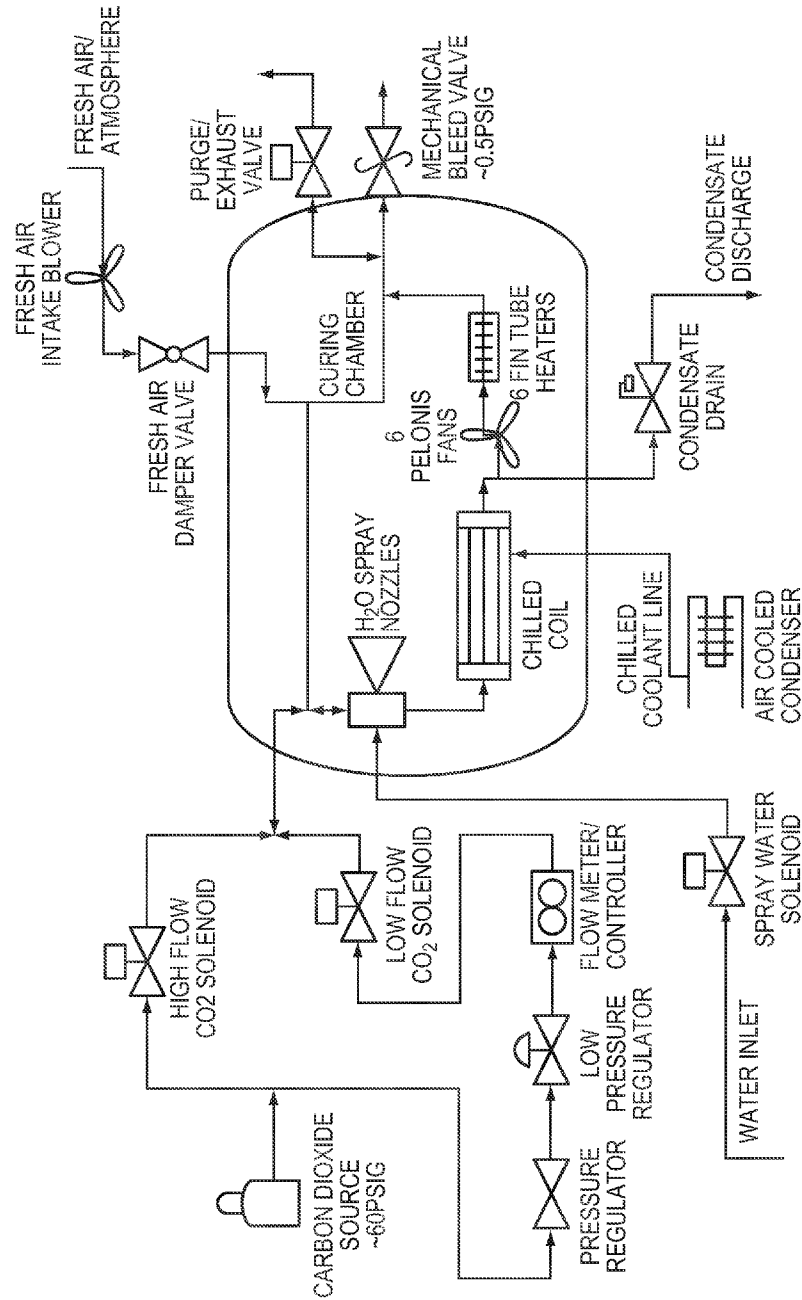 FRESH AIR
INTAKE BLOWER
FRESH AIR/
ATMOSPHERE
FRESH AIR
DAMPER VALVE
PURGE/
EXHAUST
VALVE
MECHANICAL
BLEED VALVE
~0.5PSIG
CURING
CHAMBER
HIGH FLOW
CO2 SOLENOID
CARBON DIOXIDE
SOURCE
~60PSIG
LOW FLOW
CO₂ SOLENOID
H₂O SPRAY
NOZZLES
6
PELONIS
FANS
6 FIN TUBE
HEATERS
CHILLED
COIL
PRESSURE
REGULATOR
LOW
PRESSURE
REGULATOR
FLOW METER/
CONTROLLER
CHILLED
COOLANT LINE
CONDENSATE
DRAIN
CONDENSATE
DISCHARGE
WATER INLET
SPRAY WATER
SOLENOID
AIR COOLED
CONDENSER